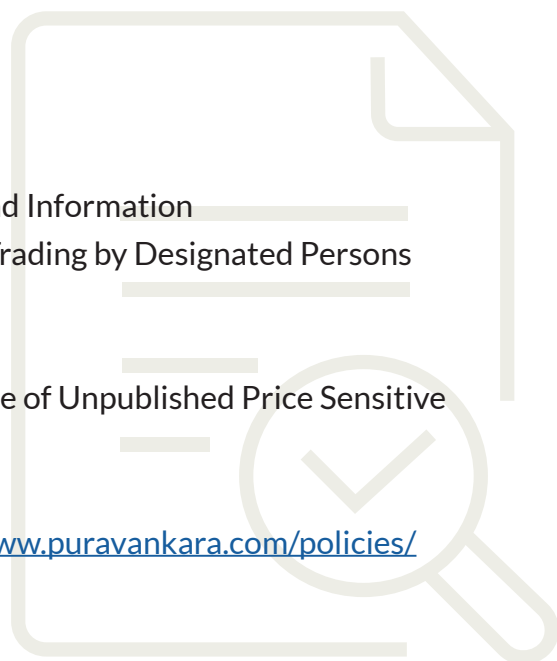 d Information
rading by Designated Persons
e of Unpublished Price Sensitive
ww.puravankara.com/policies/